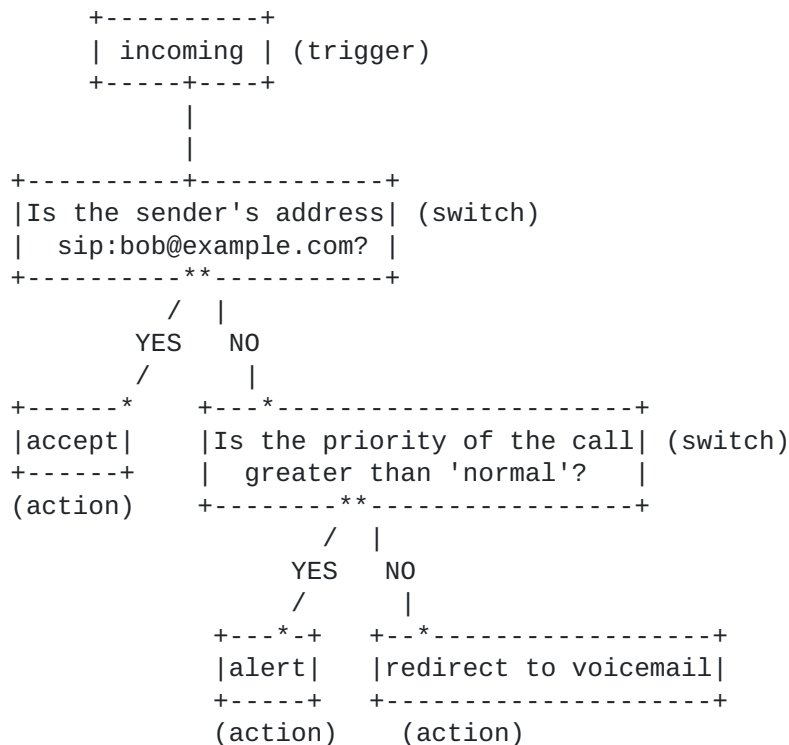 incoming (trigger)
Is the sender's address (switch)
sip:bob@example.com?
YES NO
accept Is the priority of the call (switch)
greater than 'normal'?
(action)
YES NO
alert redirect to voicemail
(action) (action)